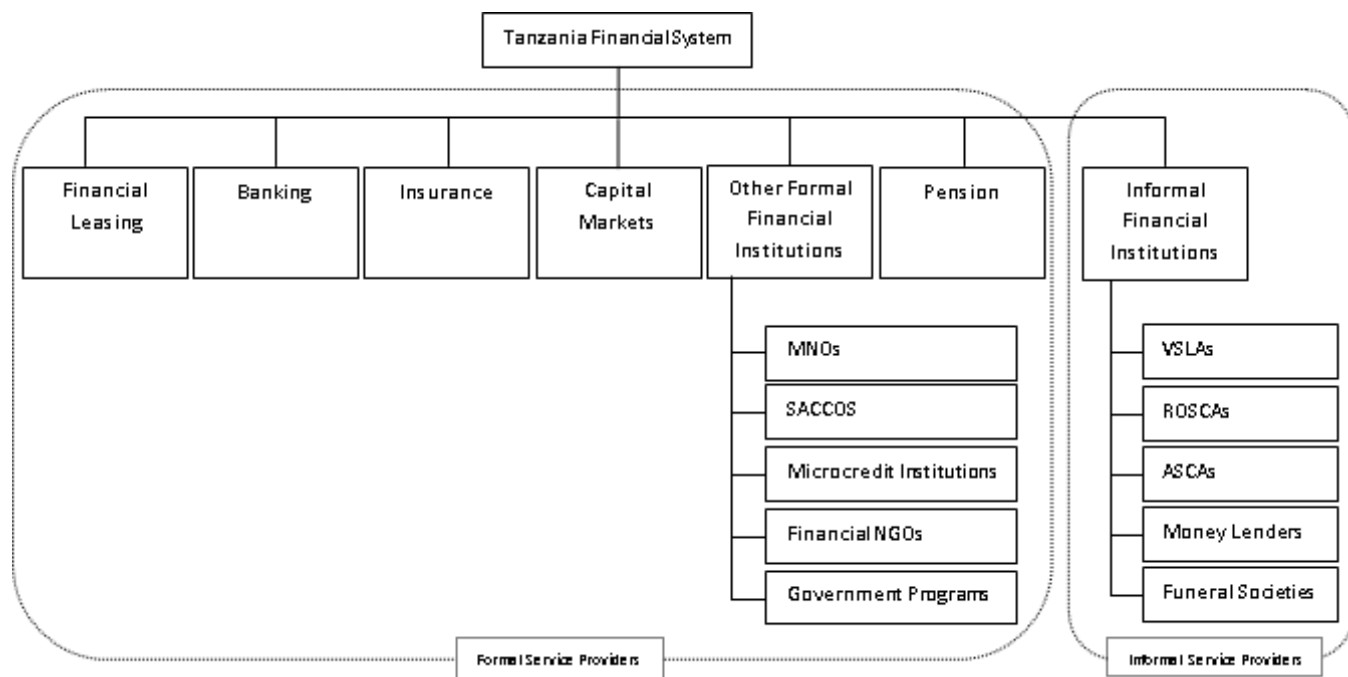 Tanzania Financial System
Financial
Leasing
Banking
Insurance
Capital
Markets
Other Formal
Financial
Institutions
Pension
Informal
Financial
Institutions
MNOs
SACCOS
Microcredit Institutions
Financial NGOs
Government Programs
VSLAs
ROSCAs
ASCAs
Money Lenders
Funeral Societies
Formal Service Providers
Informal Service Providers